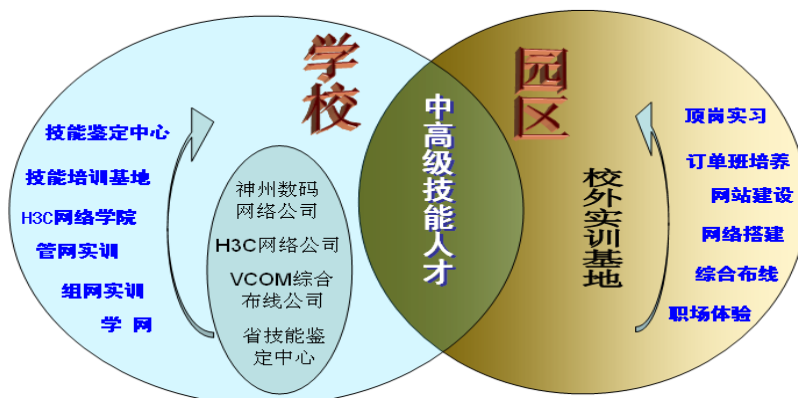 学校
技能鉴定中心
技能培训基地
H3C网络学院
管网实训
组网实训
学 网
神州数码
网络公司
H3C网络公司
VCOM综合
布线公司
省技能鉴
定中心
中高级技能人才
园区
校外实训基地
顶岗实习
订单班培养
网站建设
网络搭建
综合布线
职场体验